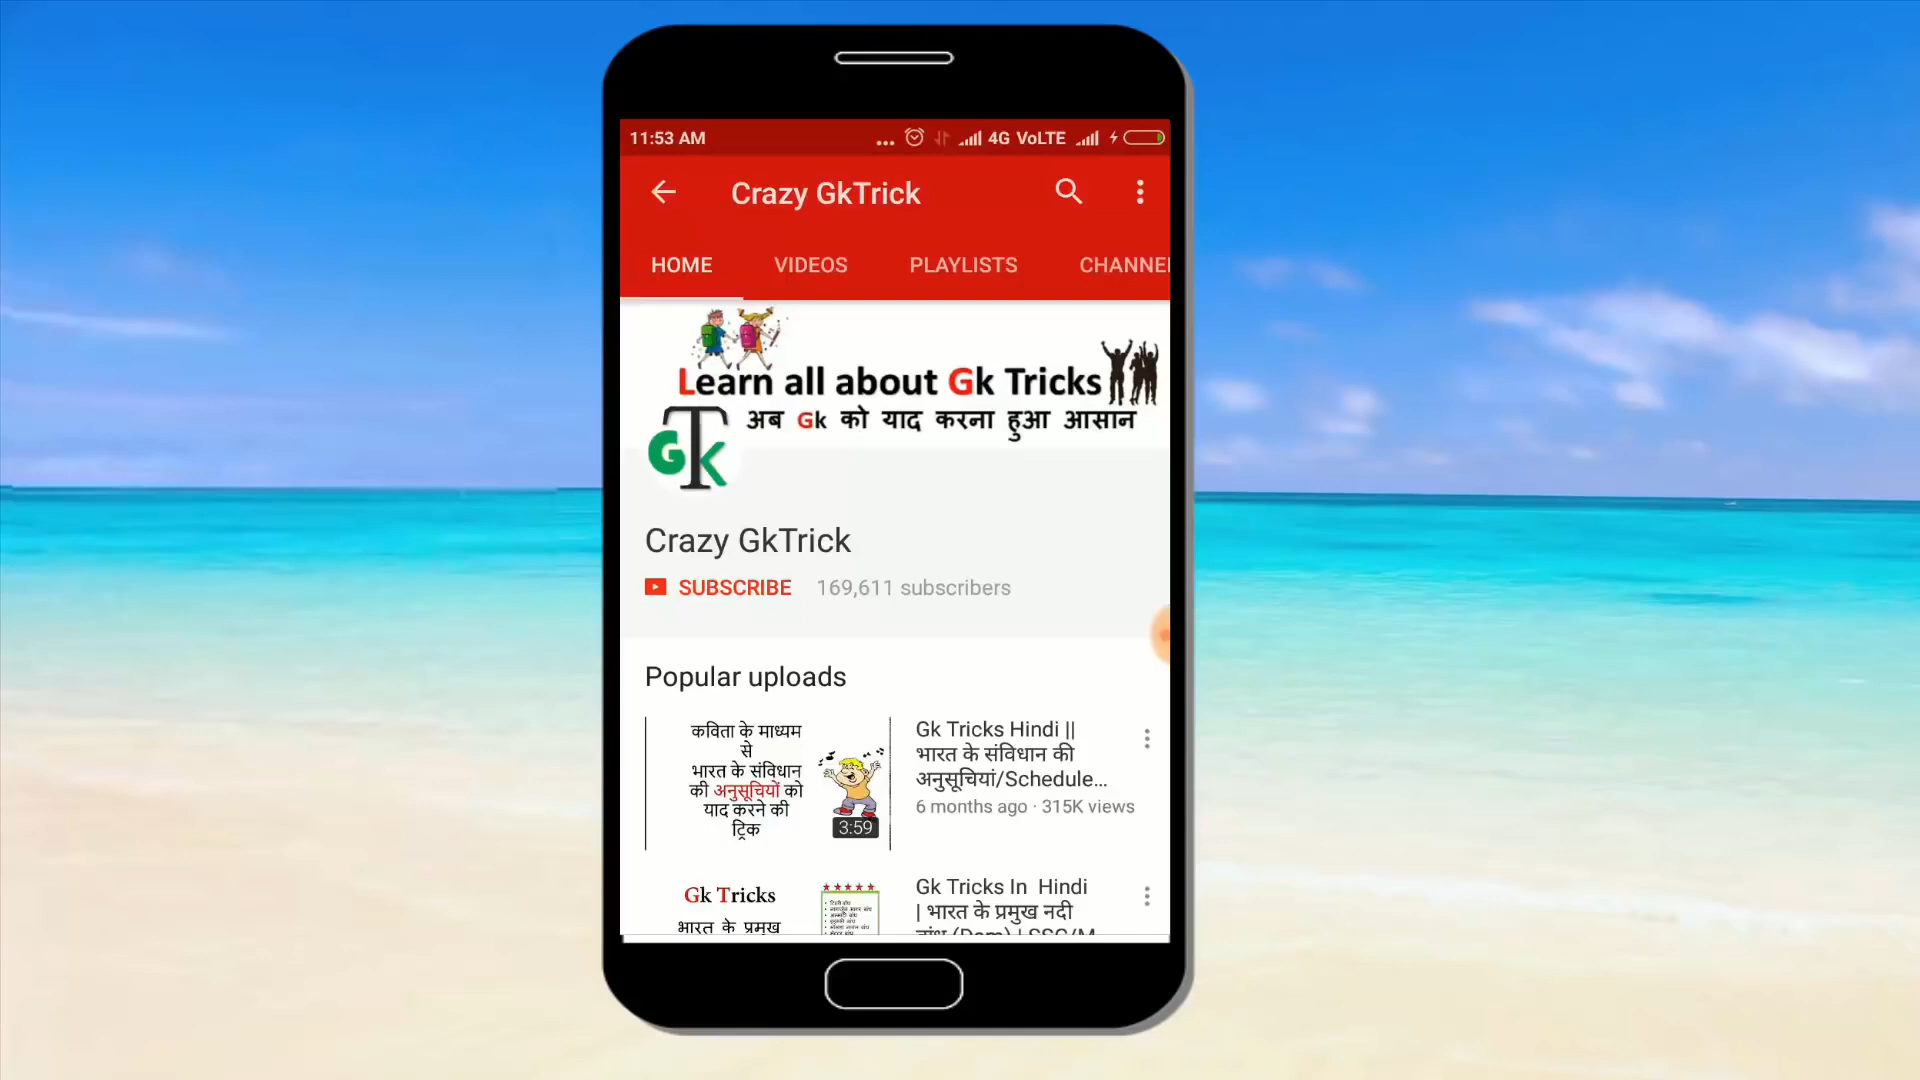 11:53 AM
4G VoLTE
Crazy GkTrick
HOME VIDEOS PLAYLISTS CHANNE
Learn all about Gk Tricks
अब Gk को याद करना हुआ आसान
GTk
Crazy GkTrick
SUBSCRIBE 169,611 subscribers
Popular uploads
कविता के माध्यम
से
भारत के संविधान
की अनुसूचियों को
याद करने की
ट्रिक
3:59
Gk Tricks Hindi ||
भारत के संविधान की
अनुसूचियां/Schedule...
6 months ago · 315K views
Gk Tricks
भारत के प्रमुख
Gk Tricks In Hindi
| भारत के प्रमुख नदी